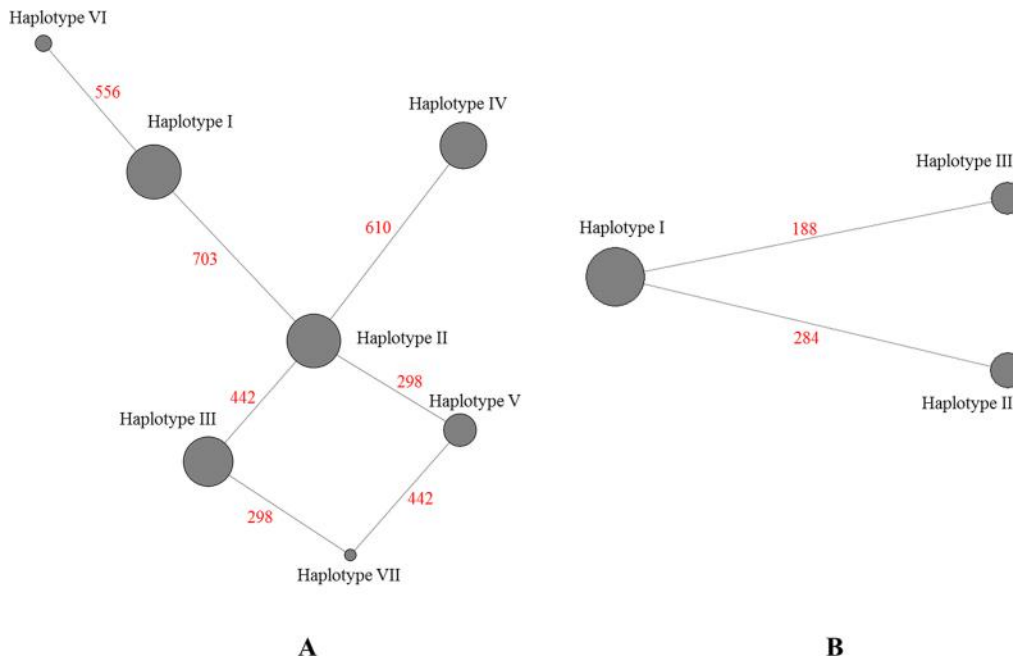 Haplotype VI
556
Haplotype I
Haplotype IV
703
610
Haplotype II
442
298
Haplotype III
Haplotype V
298
442
Haplotype VII
A
Haplotype III
Haplotype I
188
284
Haplotype II
B